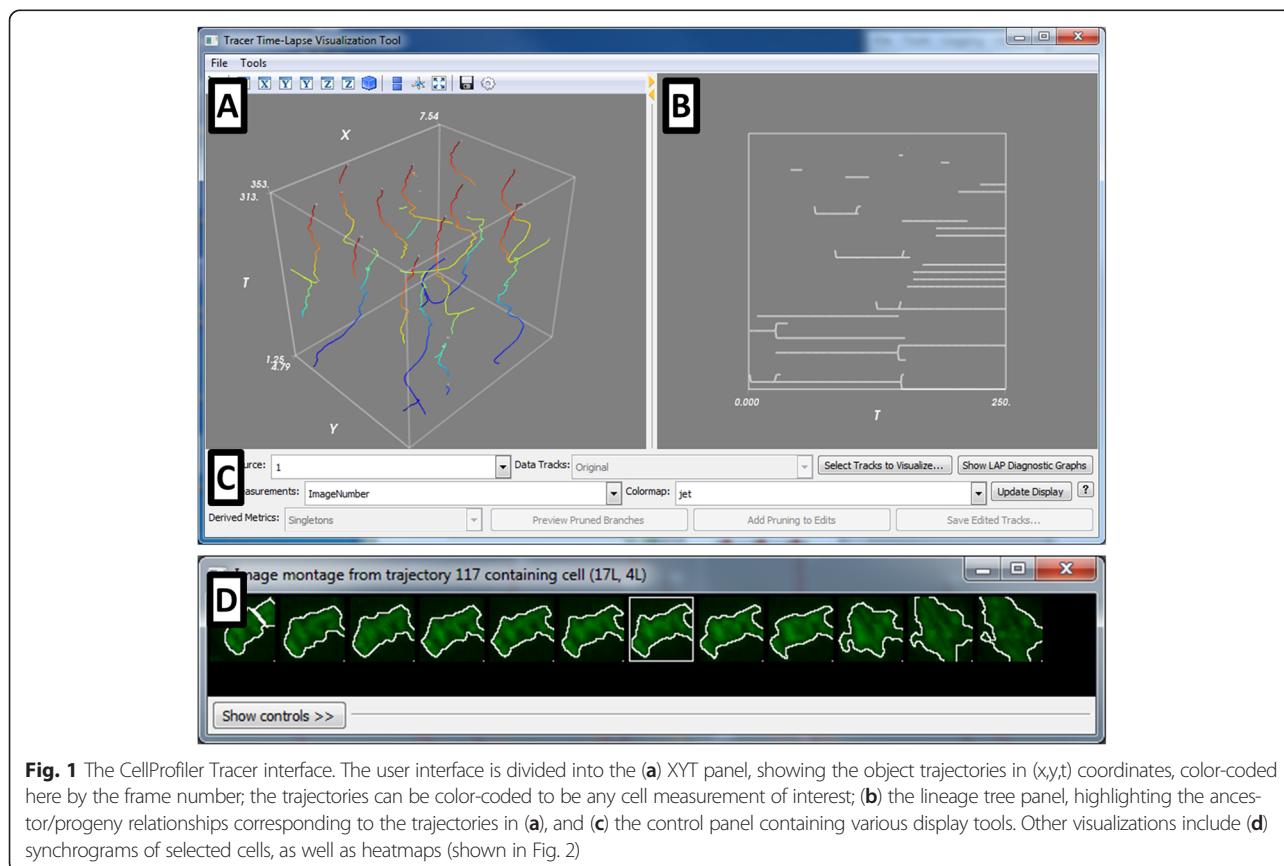 Tracer Time-Lapse Visualization Tool
File Tools
X Y Y Z Z
A
X
7.54
353.
313.
T
1.25
4.79
Y
B
0.000
250.
T
C
urce: 1 Data Tracks: Original Select Tracks to Visualize... Show LAP Diagnostic Graphs
asurements: ImageNumber Colormap: jet Update Display ?
Derived Metrics: Singletons Preview Pruned Branches Add Pruning to Edits Save Edited Tracks...
Image montage from trajectory 117 containing cell (17L, 4L)
D
Show controls >>
Fig. 1 The CellProfiler Tracer interface. The user interface is divided into the (a) XYT panel, showing the object trajectories in (x,y,t) coordinates, color-coded
here by the frame number; the trajectories can be color-coded to be any cell measurement of interest; (b) the lineage tree panel, highlighting the ances-
tor/progeny relationships corresponding to the trajectories in (a), and (c) the control panel containing various display tools. Other visualizations include (d)
synchrograms of selected cells, as well as heatmaps (shown in Fig. 2)